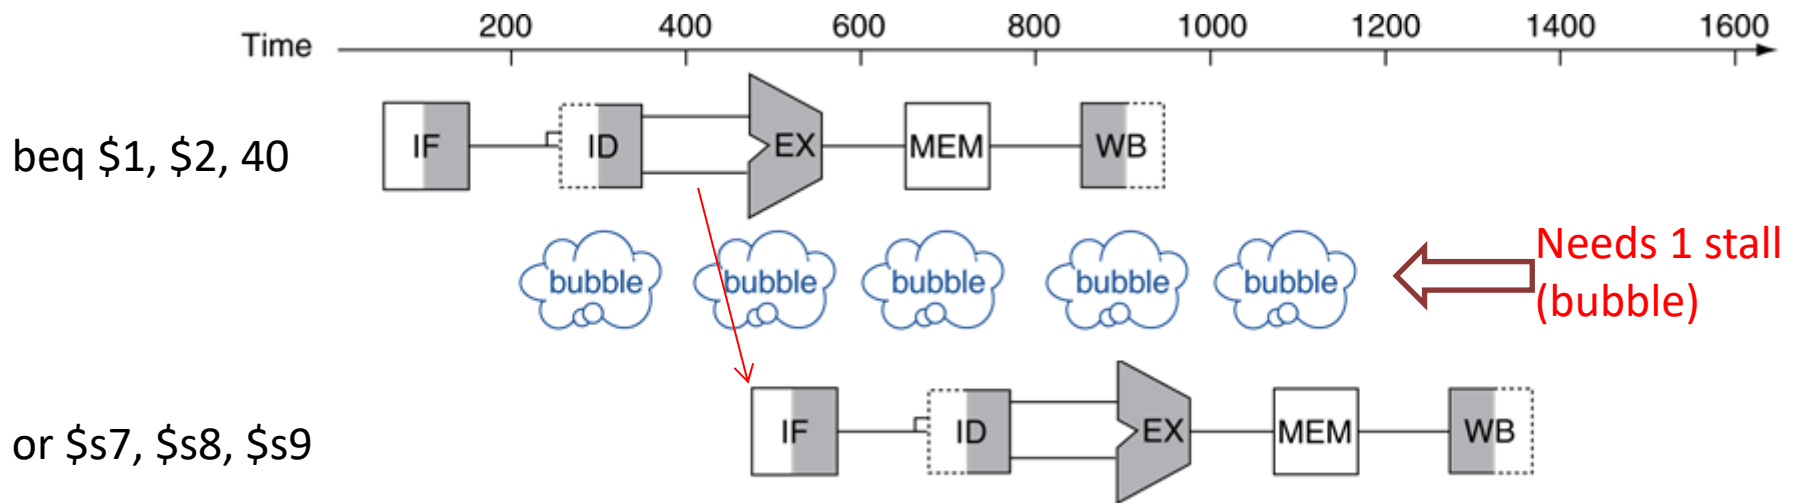 Time 200 400 600 800 1000 1200 1400 1600
beq $1, $2, 40 IF ID EX MEM WB
bubble bubble bubble bubble bubble
Needs 1 stall
(bubble)
or $s7, $s8, $s9 IF ID EX MEM WB